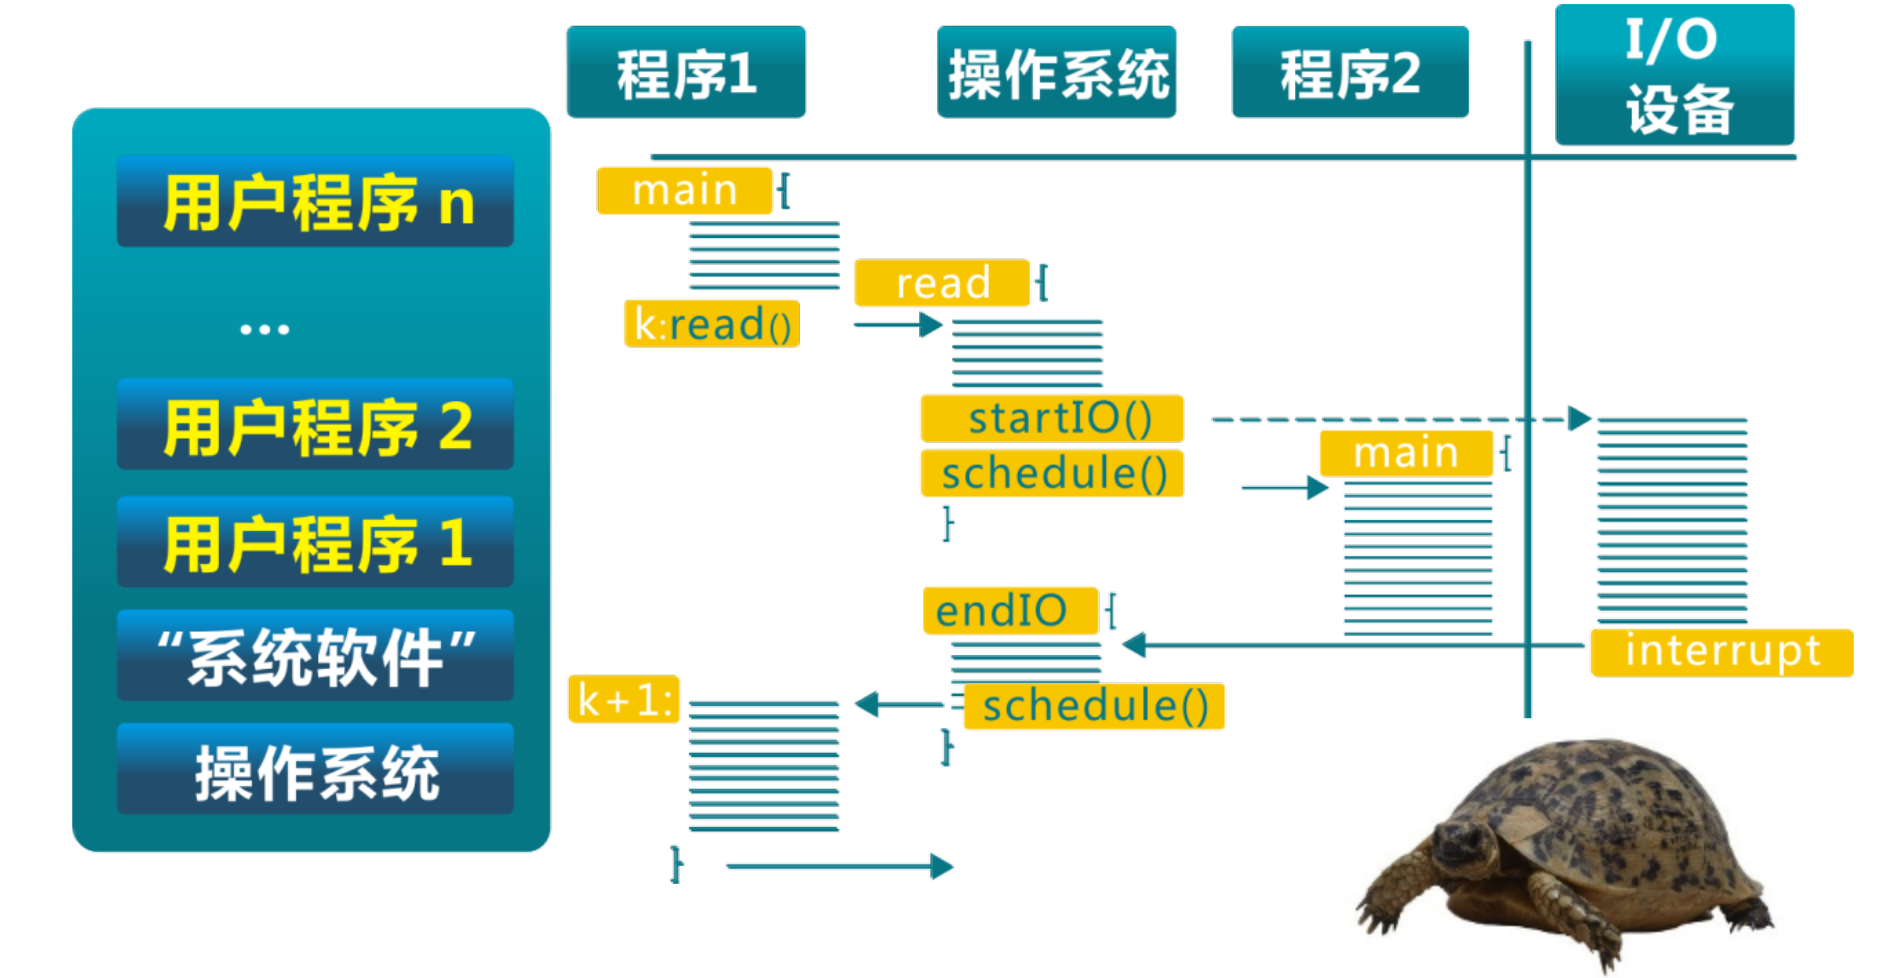 程序1
操作系统
程序2
I/O
设备
用户程序 n
...
用户程序 2
用户程序 1
“系统软件”
操作系统
main {
k:read()
read {
startIO()
schedule()
}
main {
endIO {
interrupt
schedule()
}
k+1:
}